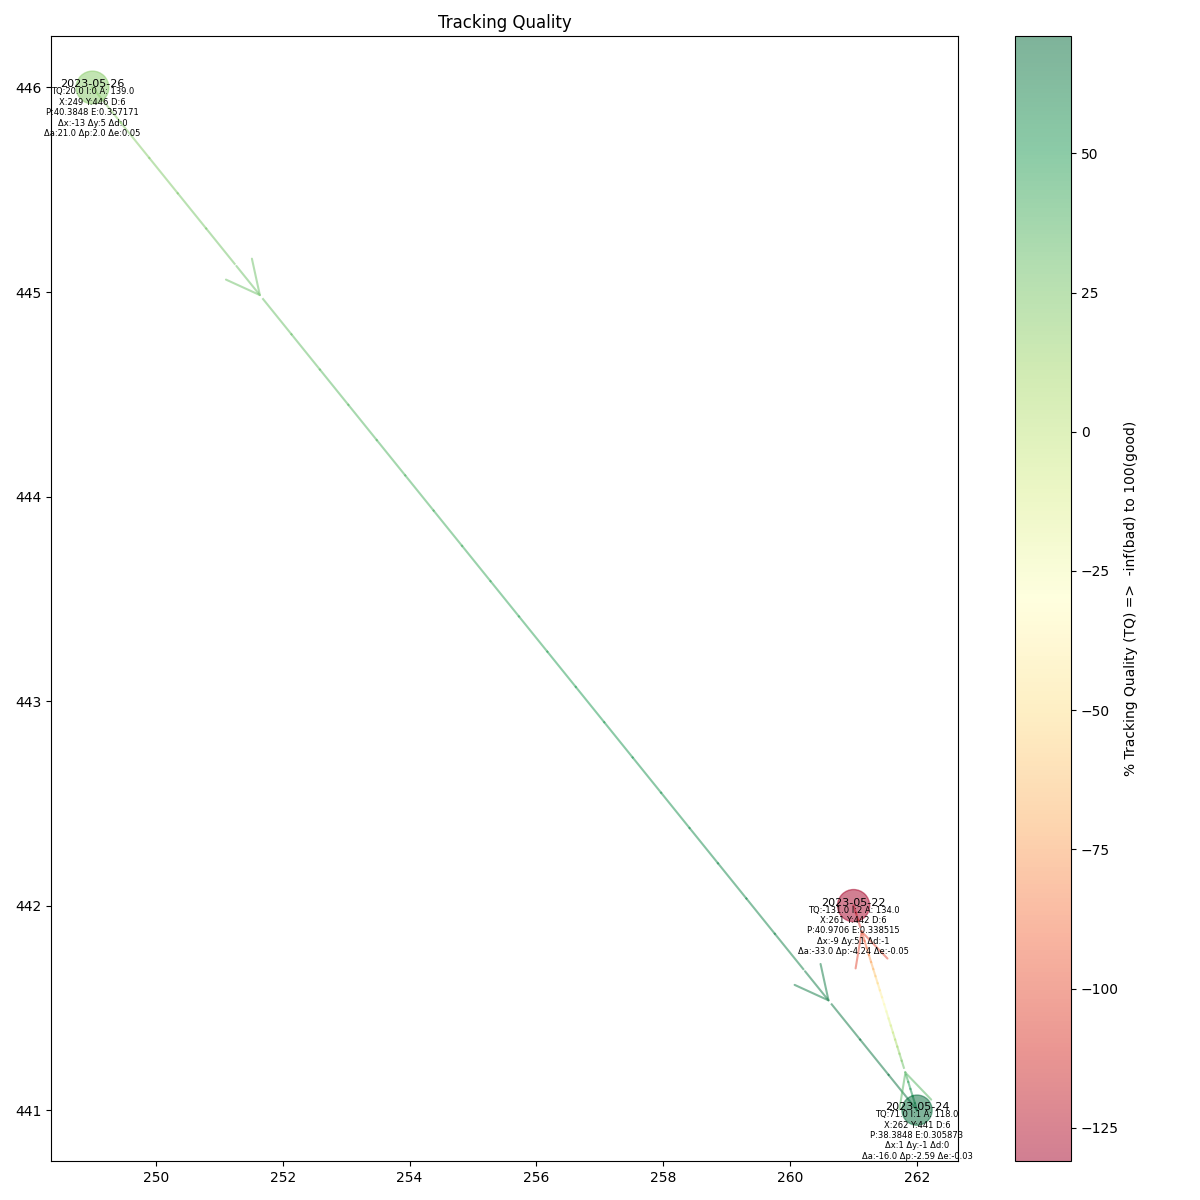 Tracking Quality
2023-05-26
TQ:20.0 I:0 A: 139.0
X:249 Y:446 D:6
P:40.3848 E:0.357171
Δx:-13 Δy:5 Δd:0
Δa:21.0 Δp:2.0 Δe:0.05
2023-05-22
TQ:-131.0 I:2 A: 134.0
X:261 Y:442 D:6
P:40.9706 E:0.338515
Δx:-9 Δy:51 Δd:-1
Δa:-33.0 Δp:-4.24 Δe:-0.05
2023-05-24
TQ:71.0 I:1 A: 118.0
X:262 Y:441 D:6
P:38.3848 E:0.305873
Δx:1 Δy:-1 Δd:0
Δa:-16.0 Δp:-2.59 Δe:-0.03
446
445
444
443
442
441
250
252
254
256
258
260
262
50
25
0
−25
−50
−75
−100
−125
% Tracking Quality (TQ) => -inf(bad) to 100(good)